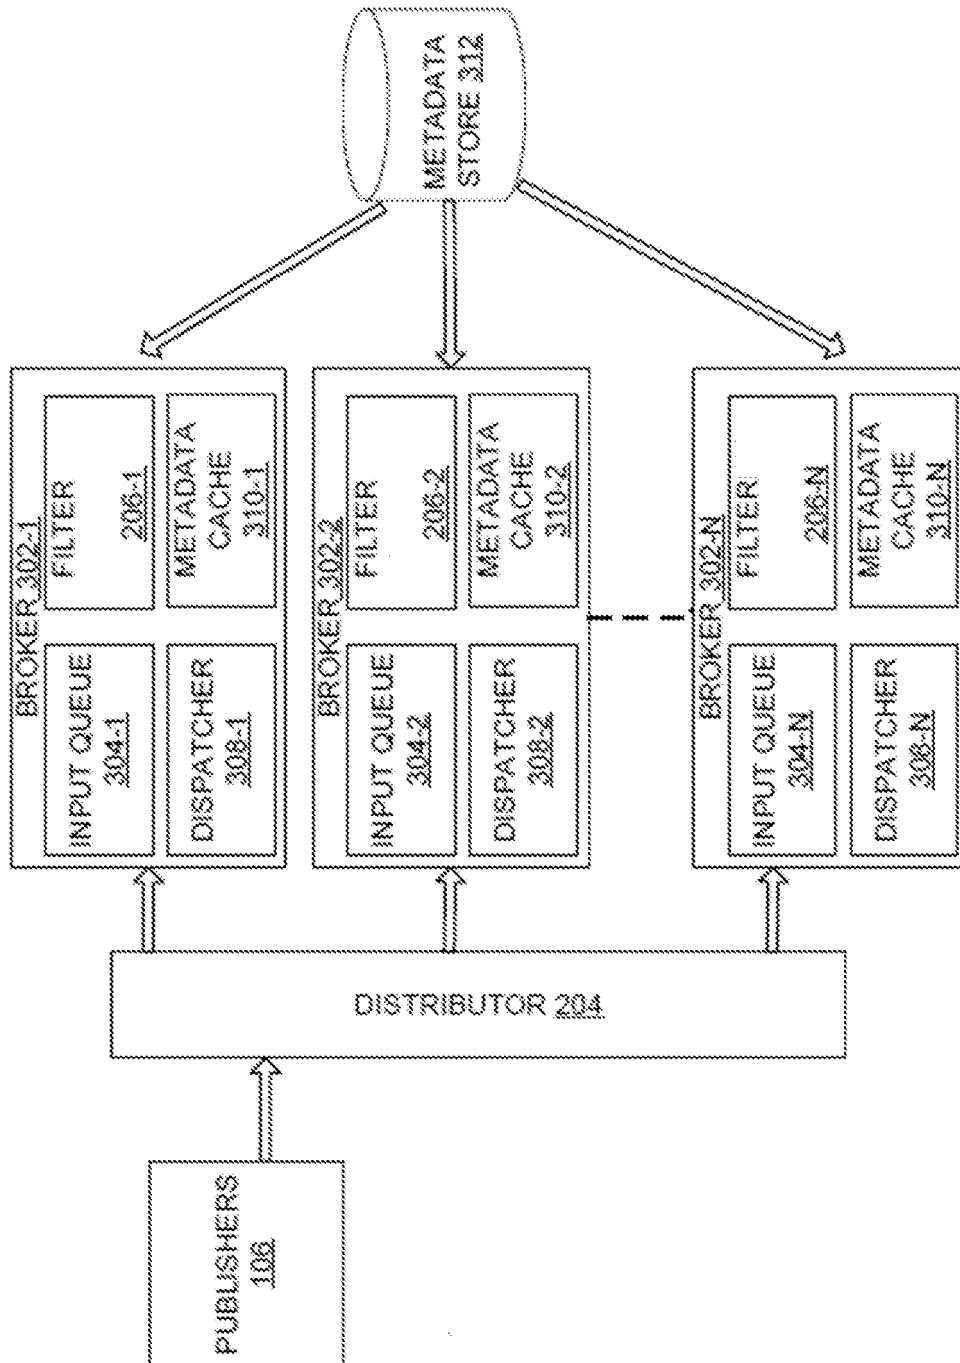 PUBLISHERS
106
DISTRIBUTOR 204
BROKER 302-1
INPUT QUEUE
304-1
FILTER
206-1
DISPATCHER
308-1
METADATA
CACHE
310-1
BROKER 302-2
INPUT QUEUE
304-2
FILTER
206-2
DISPATCHER
308-2
METADATA
CACHE
310-2
BROKER 302-N
INPUT QUEUE
304-N
FILTER
206-N
DISPATCHER
308-N
METADATA
CACHE
310-N
METADATA
STORE 312